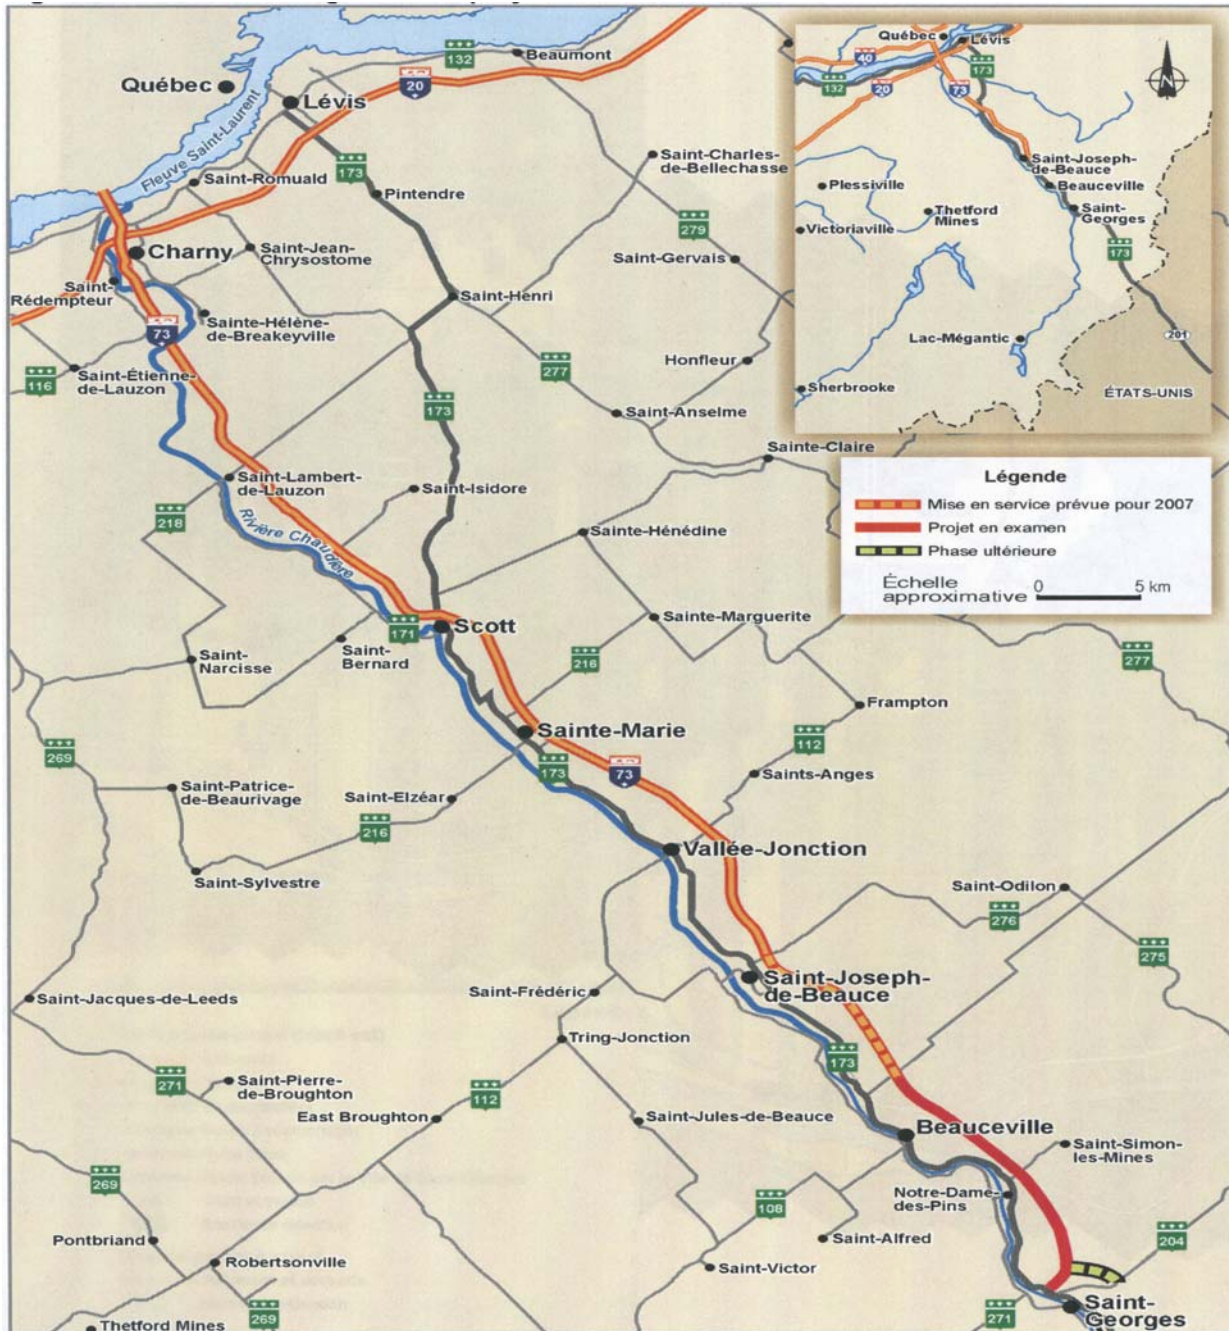 Québec
Lévis
Beaumont
132
20
Fleuve Saint-Laurent
Saint-Romuald
173
Pintendre
Saint-Charles-
de-Bellechasse
279
Charny
Saint-Jean-
Chrysostome
Saint-Gervais
Saint-
Rédempteur
Saint-Henri
Sainte-Hélène-
de-Breakeyville
73
116
Saint-Étienne-
de-Lauzon
277
Honfleur
173
Saint-Anselme
Sainte-Claire
Saint-Lambert-
de-Lauzon
Saint-Isidore
218
Rivière Chaudière
Sainte-Hénédine
171
Scott
Sainte-Marguerite
Saint-
Narcisse
Saint-
Bernard
216
277
Frampton
Sainte-Marie
112
269
173
73
Saints-Anges
Saint-Patrice-
de-Beaurivage
Saint-Elzéar
216
Vallée-Jonction
Saint-Sylvestre
Saint-Odilon
276
275
Saint-Joseph-
de-Beauce
Saint-Jacques-de-Leeds
Saint-Frédéric
Tring-Jonction
173
271
Saint-Pierre-
de-Broughton
112
East Broughton
Saint-Jules-de-Beauce
Beauceville
Saint-Simon-
les-Mines
269
108
Notre-Dame-
des-Pins
Pontbriand
Saint-Alfred
204
Robertsonville
Saint-Victor
269
271
Saint-
Georges
Thetford Mines
Québec
Lévis
40
173
132
20
73
N
Saint-Joseph-
de-Beauce
Plessiville
Beauceville
Thetford
Mines
Saint-
Georges
Victoriaville
173
Lac-Mégantic
201
Sherbrooke
ÉTATS-UNIS
Légende
Mise en service prévue pour 2007
Projet en examen
Phase ultérieure
Échelle
approximative
0 5 km